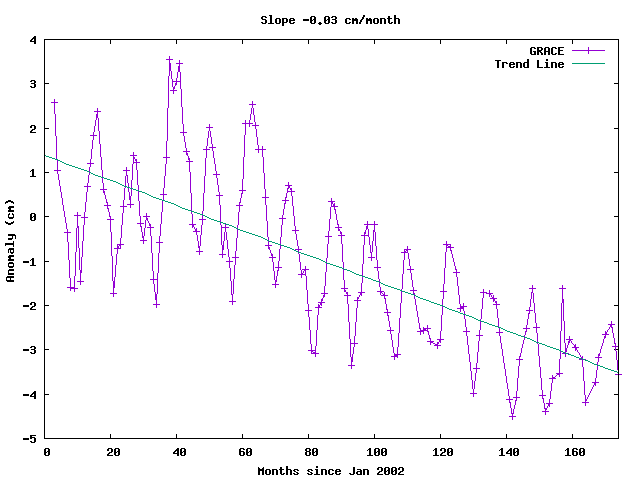 Slope -0.03 cm/month
GRACE
Trend Line
4
3
2
1
0
-1
-2
-3
-4
-5
Anomaly (cm)
0 20 40 60 80 100 120 140 160
Months since Jan 2002